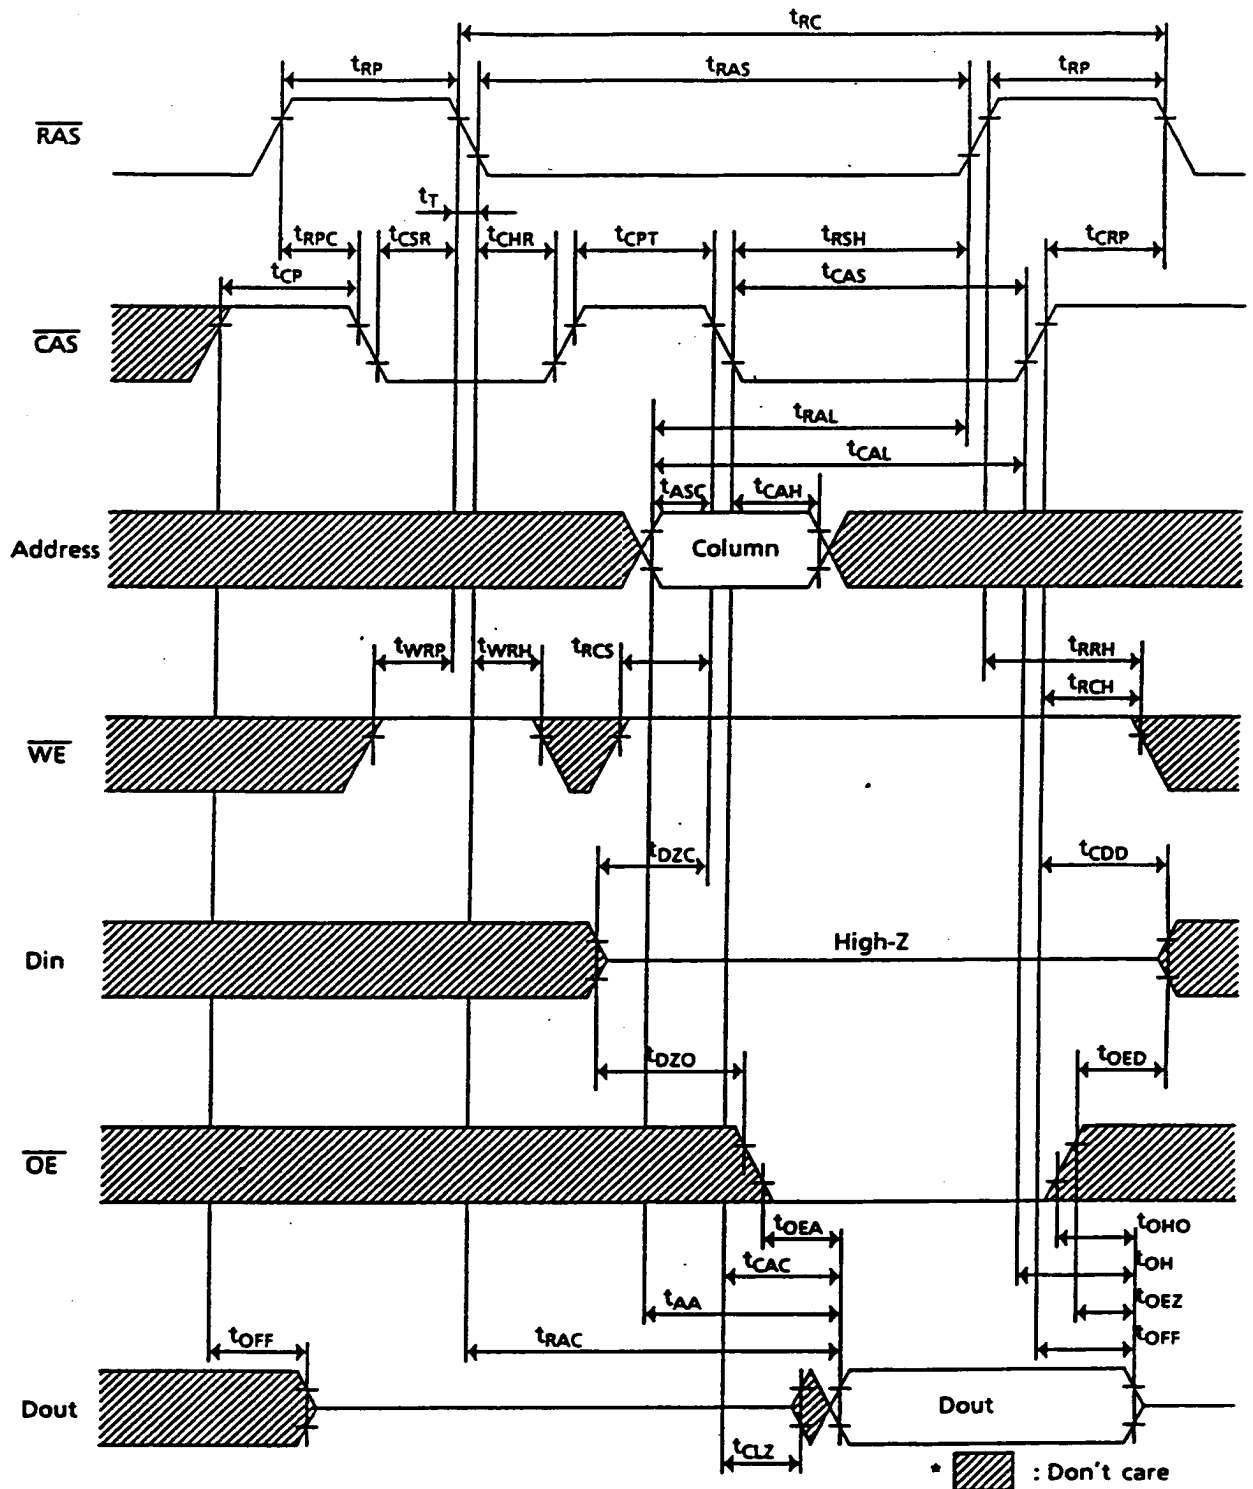 tRC
tRP tRAS tRP
RAS
tT
tRPC tCSR tCHR tCPT tRSH tCRP
tCP tCAS
CAS
tRAL
tCAL
tASC tCAH
Address Column
tWRP tWRH tRCS tRRH
tRCH
WE
tDZC tCDD
Din High-Z
tDZO tOED
OE
tOEA tOHO
tCAC tOH
tAA tOEZ
tOFF tRAC tOFF
Dout Dout
tCLZ
* : Don't care